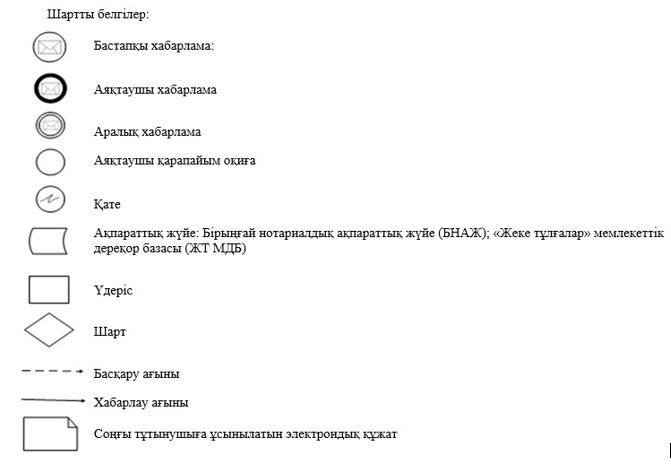 Шартты белгілер:
Бастапқы хабарлама:
Аяқтаушы хабарлама
Аралық хабарлама
Аяқтаушы қарапайым оқиға
Қате
Ақпараттық жүйе: Бірыңғай нотариалдық ақпараттық жүйе (БНАЖ); «Жеке тұлғалар» мемлекеттік
дерекқор базасы (ЖТ МДБ)
Үдеріс
Шарт
Басқару ағыны
Хабарлау ағыны
Соңғы тұтынушыға ұсынылатын электрондық құжат